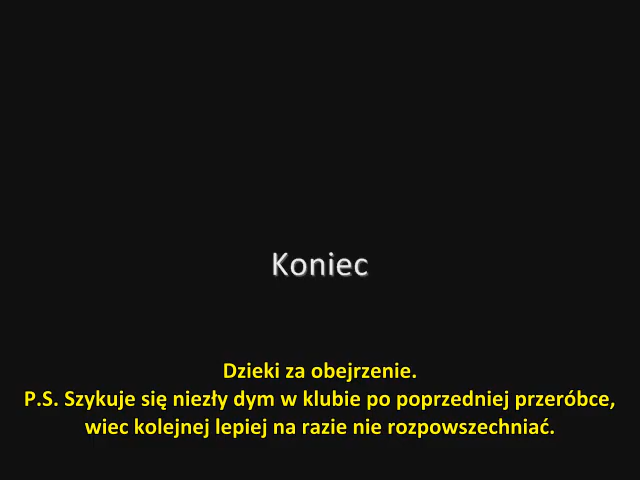 Koniec
Dzieki za obejrzenie.
P.S. Szykuje się niezły dym w klubie po poprzedniej przeróbce,
wiec kolejnej lepiej na razie nie rozpowszechniać.